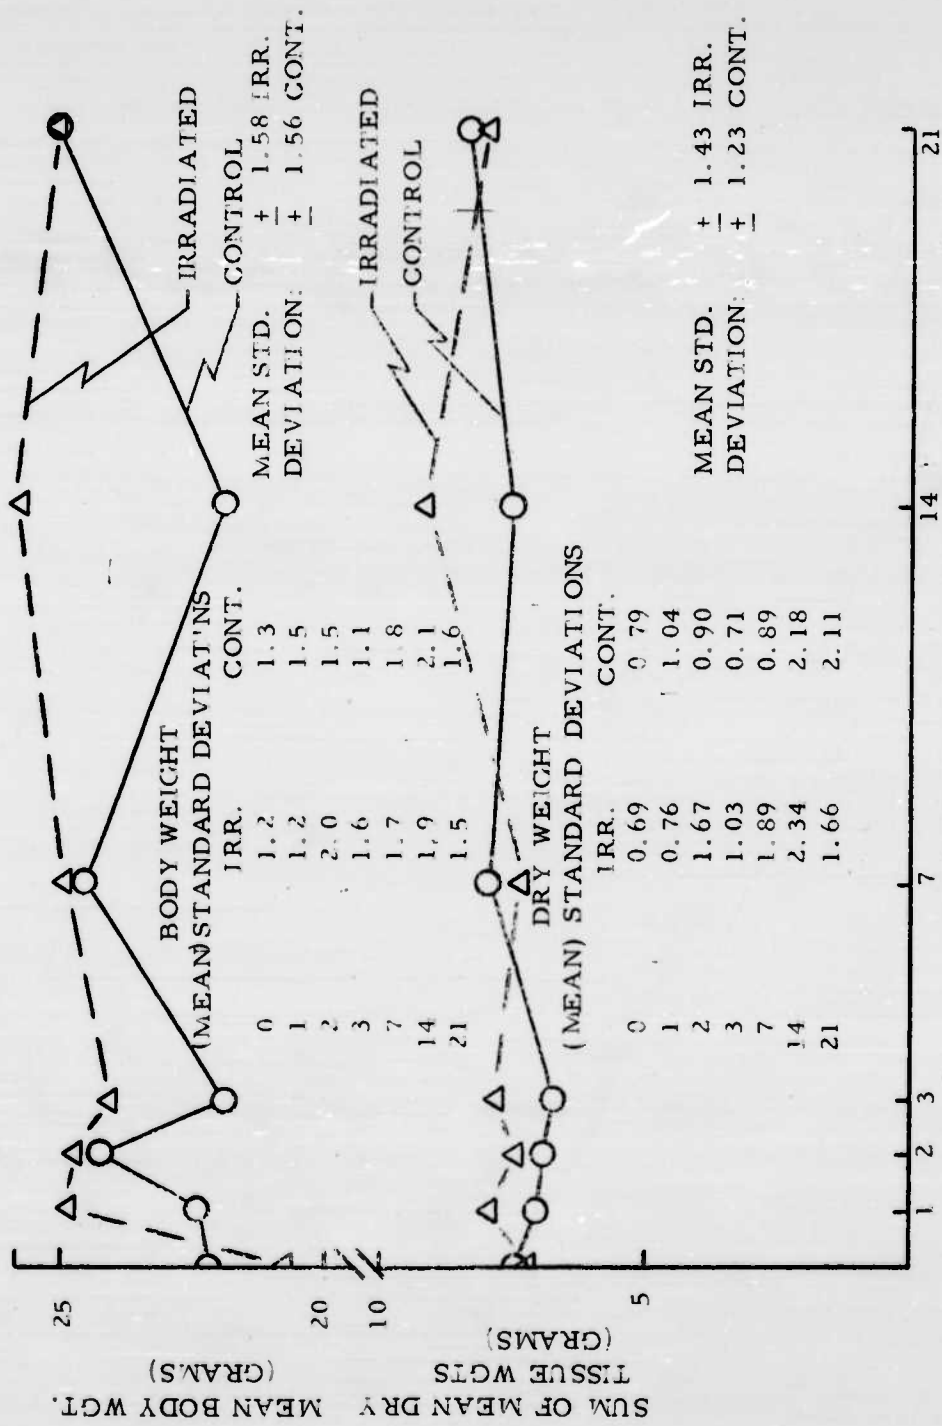 MEAN BODY WGT.
(GRAMS)
25
20
IRRADIATED
CONTROL
MEAN STD. ± 1.58 IRR.
DEVIATION: ± 1.56 CONT.
BODY WEIGHT
(MEAN)STANDARD DEVIAT'NS
IRR. CONT.
0 1.2 1.3
1 1.2 1.5
2 2.0 1.5
3 1.6 1.1
7 1.7 1.8
14 1.9 2.1
21 1.5 1.6
SUM OF MEAN DRY
TISSUE WGTS
(GRAMS)
10
5
IRRADIATED
CONTROL
DRY WEIGHT
(MEAN) STANDARD DEVIATIONS
IRR. CONT.
0 0.69 0.79
1 0.76 1.04
2 1.67 0.90
3 1.03 0.71
7 1.89 0.89
14 2.34 2.18
21 1.66 2.11
MEAN STD. ± 1.43 IRR.
DEVIATION: ± 1.23 CONT.
1 2 3 7 14 21